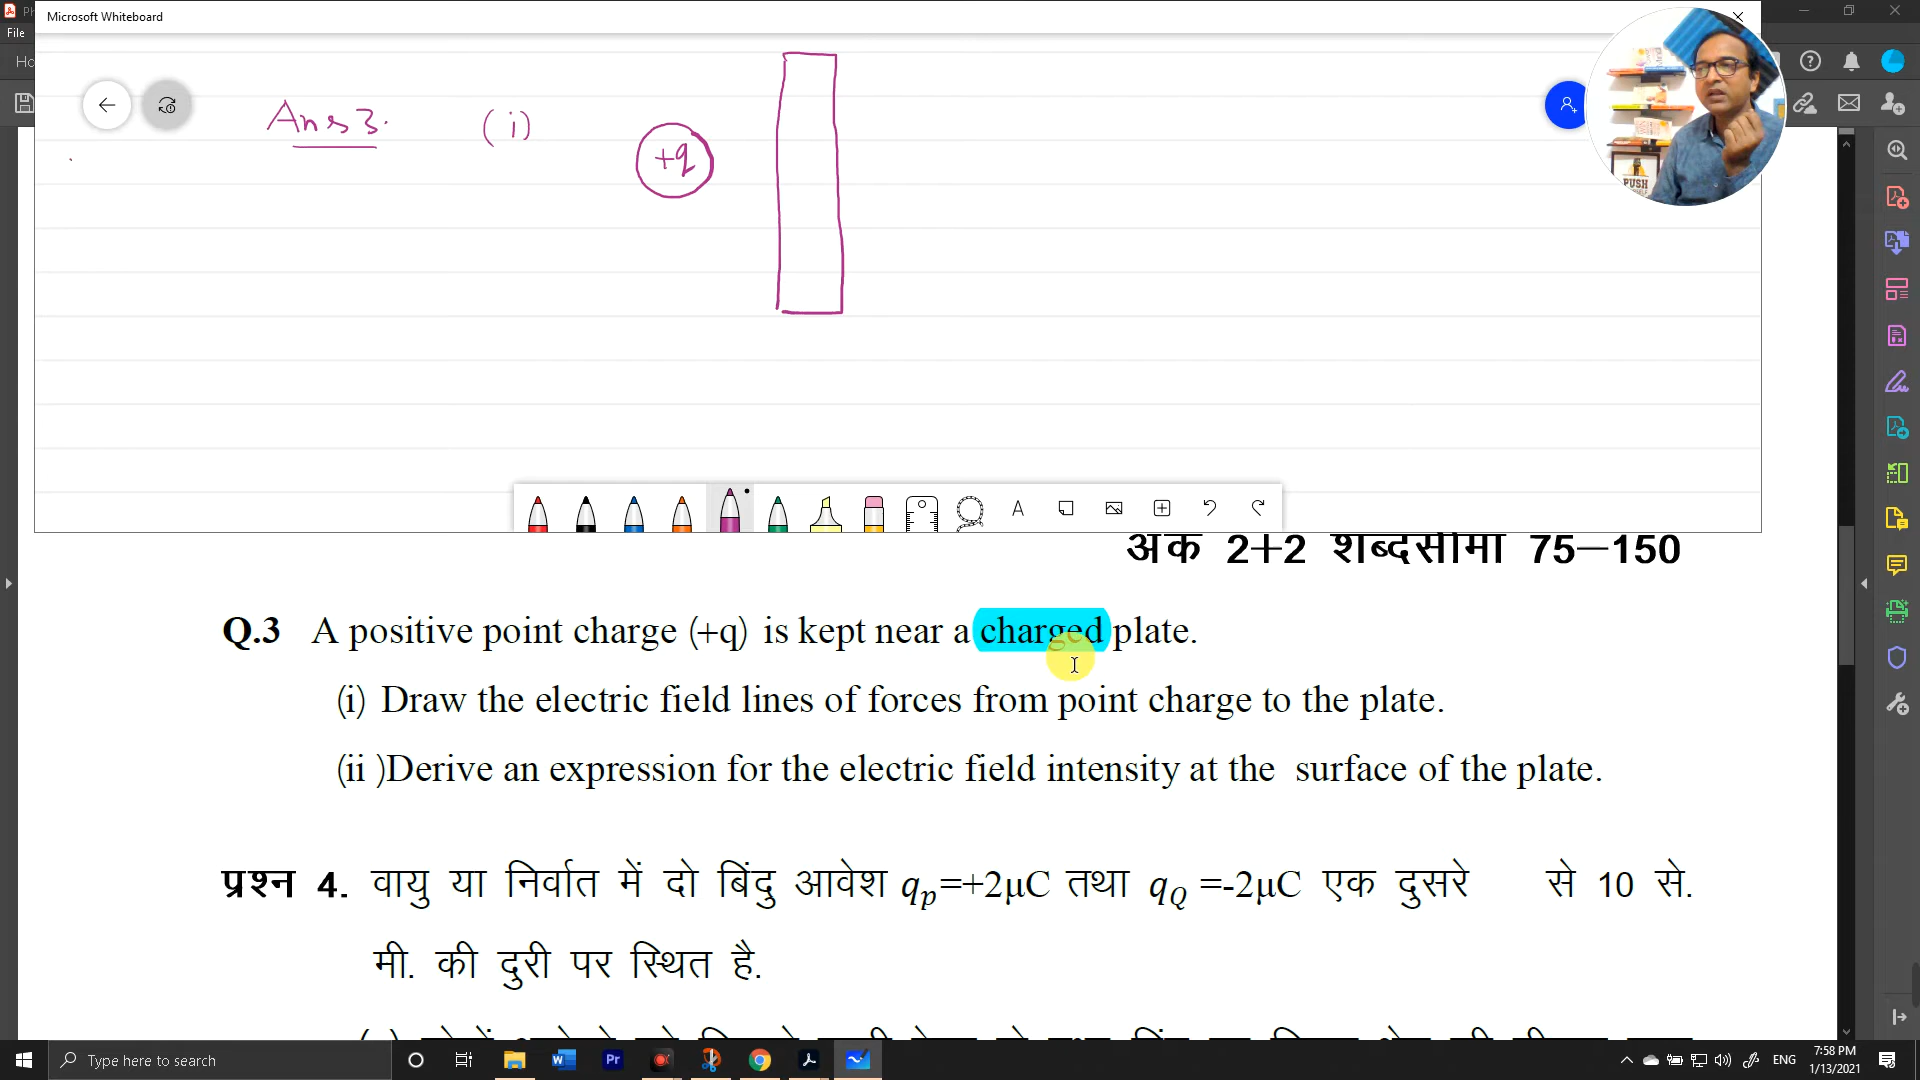 Microsoft Whiteboard
File
Ans 3.
(i)
+q
PUSH
A
अंक 2+2 शब्दसीमा 75–150
Q.3 A positive point charge (+q) is kept near a charged plate.
(i) Draw the electric field lines of forces from point charge to the plate.
(ii )Derive an expression for the electric field intensity at the surface of the plate.
प्रश्न 4. वायु या निर्वात में दो बिंदु आवेश qp=+2μC तथा qQ =-2μC एक दुसरे से 10 से.
मी. की दुरी पर स्थित है.
Type here to search
ENG
7:58 PM
1/13/2021